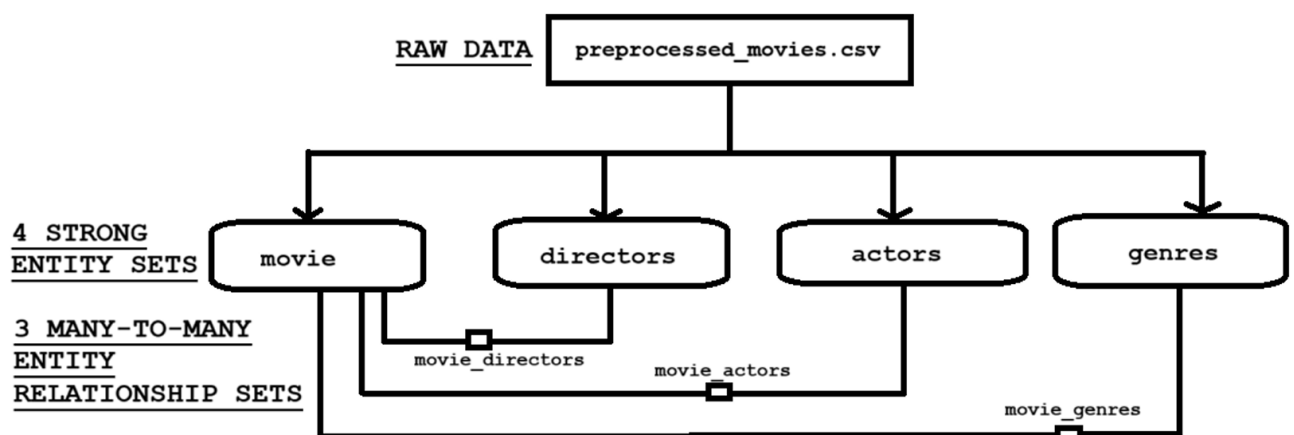 RAW DATA
preprocessed_movies.csv
4 STRONG
ENTITY SETS
movie
directors
actors
genres
3 MANY-TO-MANY
ENTITY
RELATIONSHIP SETS
movie_directors
movie_actors
movie_genres